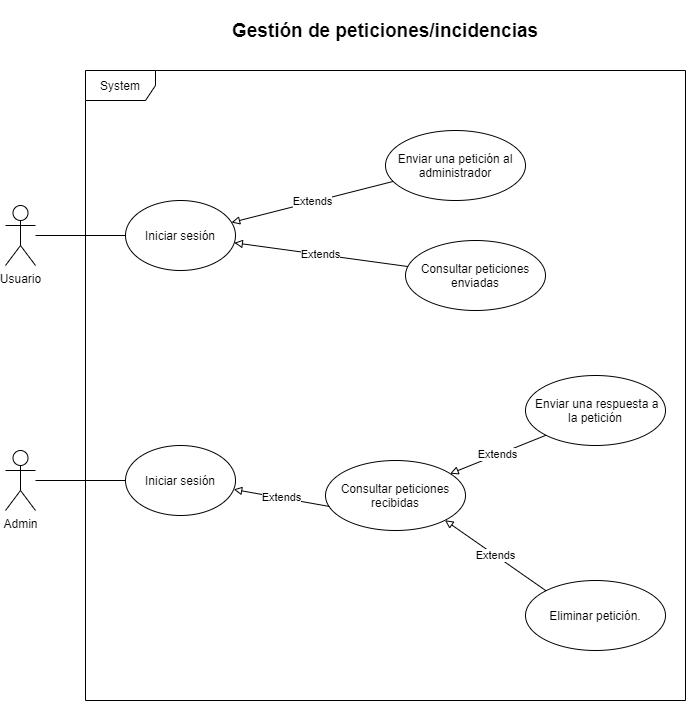 Gestión de peticiones/incidencias
System
Enviar una petición al
administrador
Extends
Iniciar sesión
Extends
Consultar peticiones
enviadas
Usuario
Enviar una respuesta a
la petición
Extends
Iniciar sesión
Extends
Consultar peticiones
recibidas
Admin
Extends
Eliminar petición.